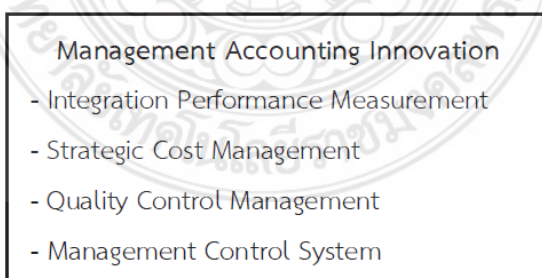 Management Accounting Innovation
- Integration Performance Measurement
- Strategic Cost Management
- Quality Control Management
- Management Control System